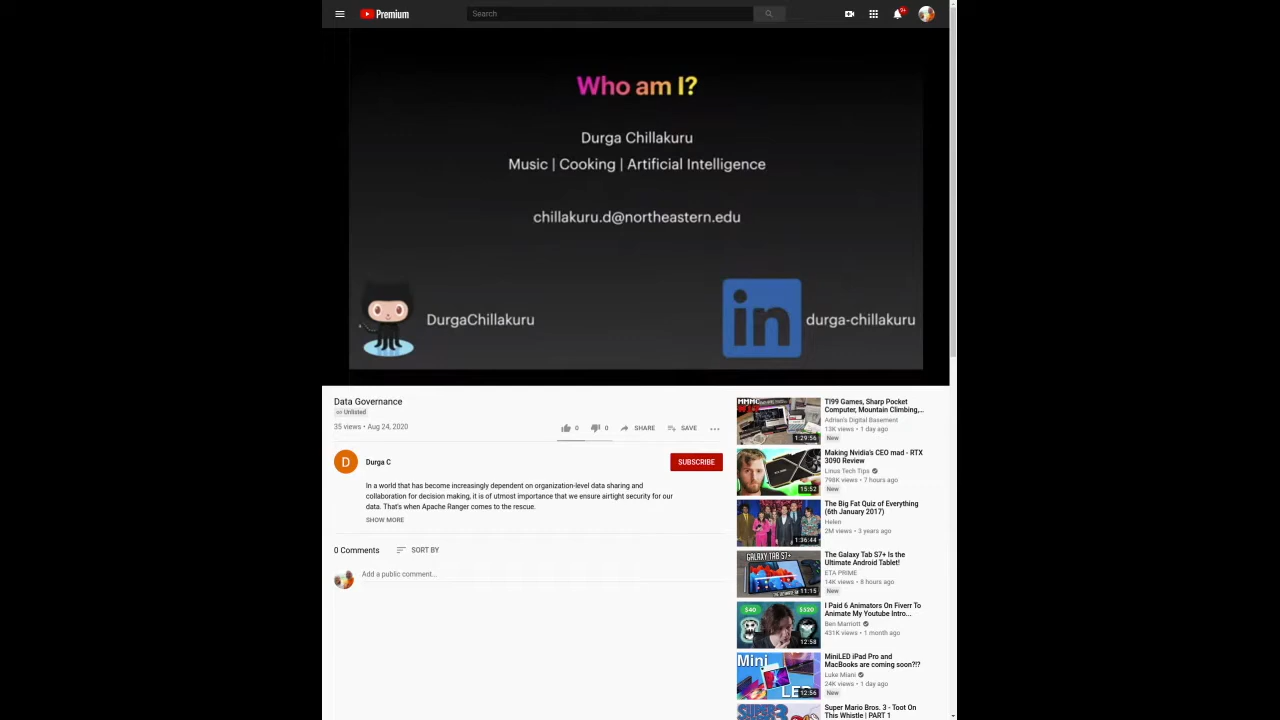 Premium
Search
9+
Who am I?
Durga Chillakuru
Music | Cooking | Artificial Intelligence
chillakuru.d@northeastern.edu
DurgaChillakuru
in
durga-chillakuru
Data Governance
Unlisted
35 views • Aug 24, 2020
0
0
SHARE
SAVE
D
Durga C
SUBSCRIBE
In a world that has become increasingly dependent on organization-level data sharing and
collaboration for decision making, it is of utmost importance that we ensure airtight security for our
data. That's when Apache Ranger comes to the rescue.
SHOW MORE
0 Comments
SORT BY
Add a public comment...
1:29:56
TI99 Games, Sharp Pocket
Computer, Mountain Climbing,...
Adrian's Digital Basement
13K views • 1 day ago
New
15:52
Making Nvidia's CEO mad - RTX
3090 Review
Linus Tech Tips
798K views • 7 hours ago
New
1:36:44
The Big Fat Quiz of Everything
(6th January 2017)
Helen
2M views • 3 years ago
GALAXY TAB S7+
11:15
The Galaxy Tab S7+ Is the
Ultimate Android Tablet!
ETA PRIME
14K views • 8 hours ago
New
$40
$520
12:58
I Paid 6 Animators On Fiverr To
Animate My Youtube Intro...
Ben Marriott
431K views • 1 month ago
Mini
LED
12:56
MiniLED iPad Pro and
MacBooks are coming soon?!?
Luke Miani
24K views • 1 day ago
New
SUPER
Super Mario Bros. 3 - Toot On
This Whistle | PART 1